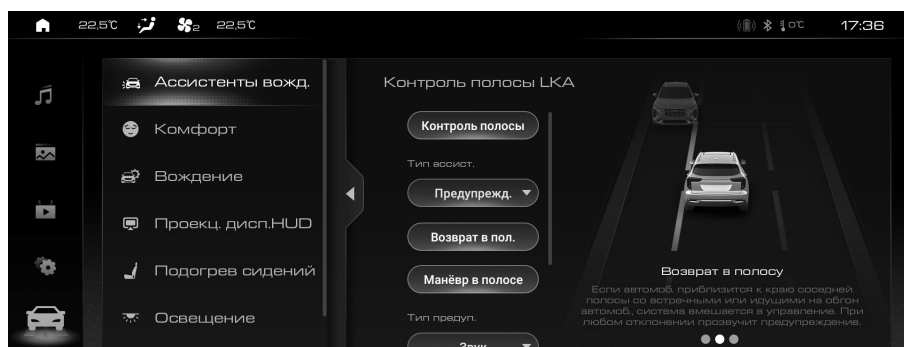 22,5°C 2 22,5°C 0°C 17:36
Ассистенты вожд.
Комфорт
Вождение
Проекц. дисп.HUD
Подогрев сидений
Освещение
Контроль полосы LKA
Контроль полосы
Тип ассист.
Предупрежд.
Возврат в пол.
Манёвр в полосе
Тип предуп.
Звук
Возврат в полосу
Если автомоб. приблизится к краю соседней
полосы со встречными или идущими на обгон
автомоб., система вмешается в управление. При
любом отклонении прозвучит предупреждение.